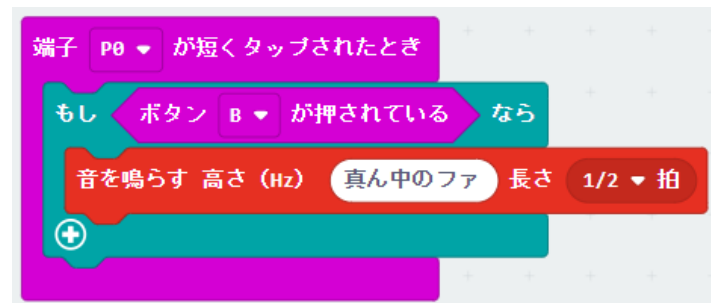 端子 P0 が短くタップされたとき
もし ボタン B が押されている なら
音を鳴らす 高さ (Hz) 真ん中のファ 長さ 1/2 拍